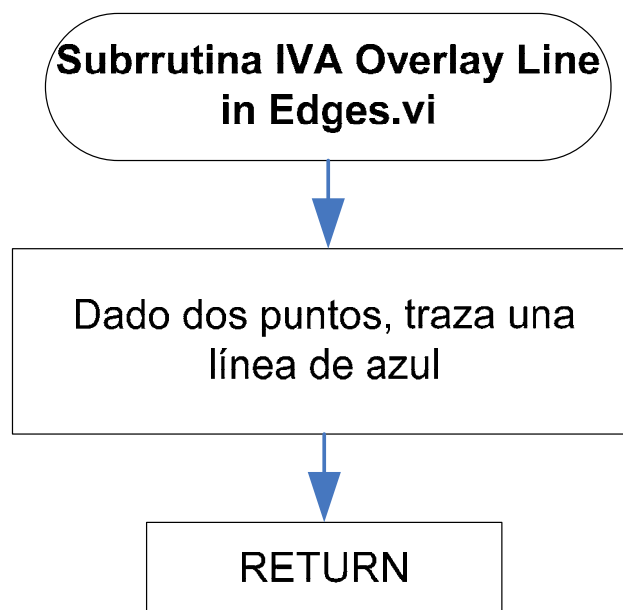 Subrrutina IVA Overlay Line
in Edges.vi
Dado dos puntos, traza una
línea de azul
RETURN